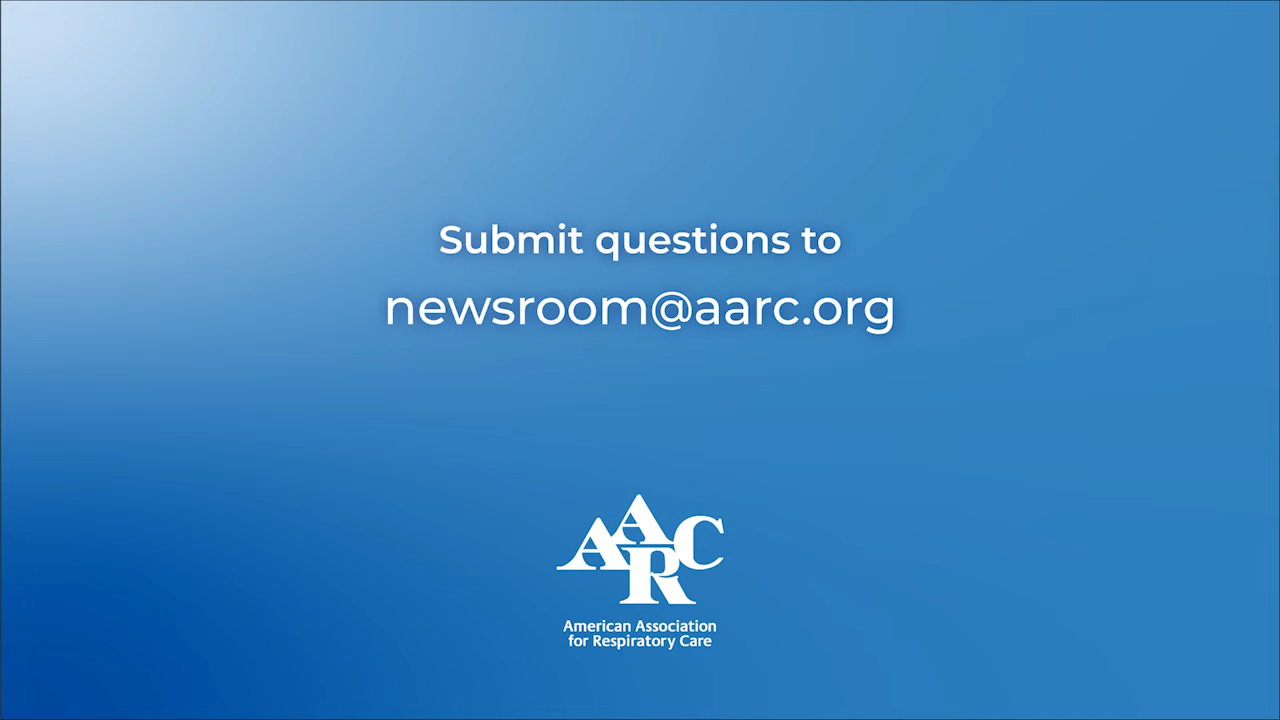 Submit questions to
newsroom@aarc.org
AARC
American Association
for Respiratory Care